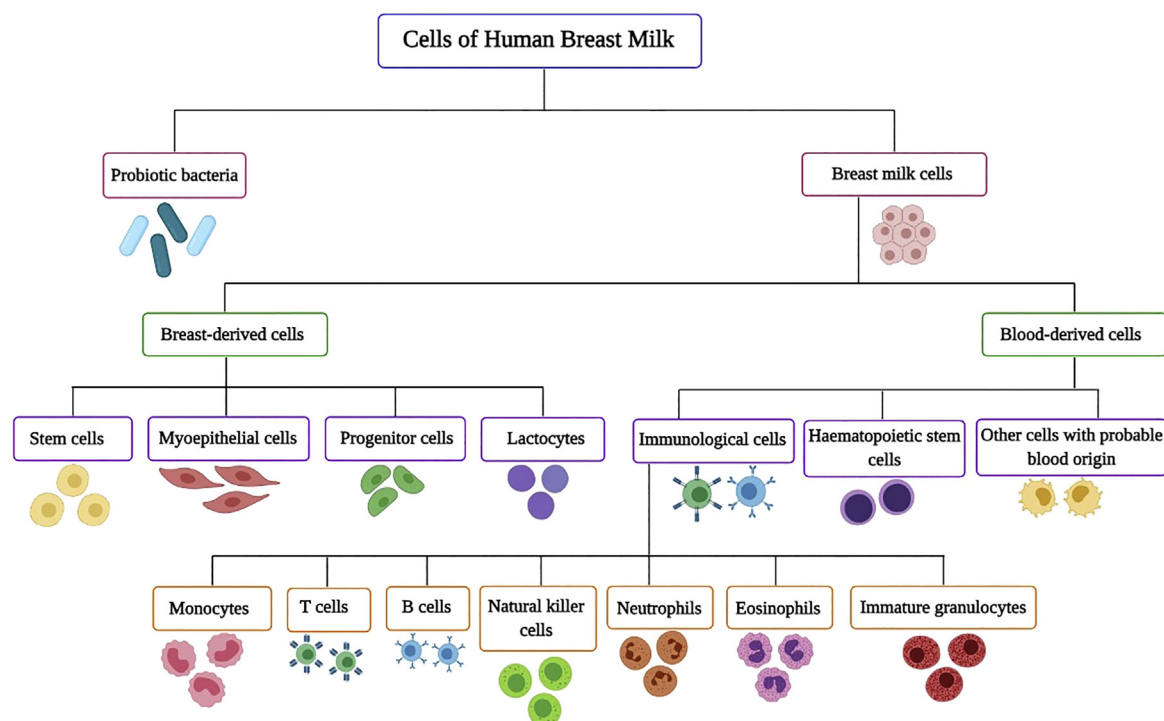 Cells of Human Breast Milk
Probiotic bacteria
Breast milk cells
Breast-derived cells
Blood-derived cells
Stem cells
Myoepithelial cells
Progenitor cells
Lactocytes
Immunological cells
Haematopoietic stem
cells
Other cells with probable
blood origin
Monocytes
T cells
B cells
Natural killer
cells
Neutrophils
Eosinophils
Immature granulocytes